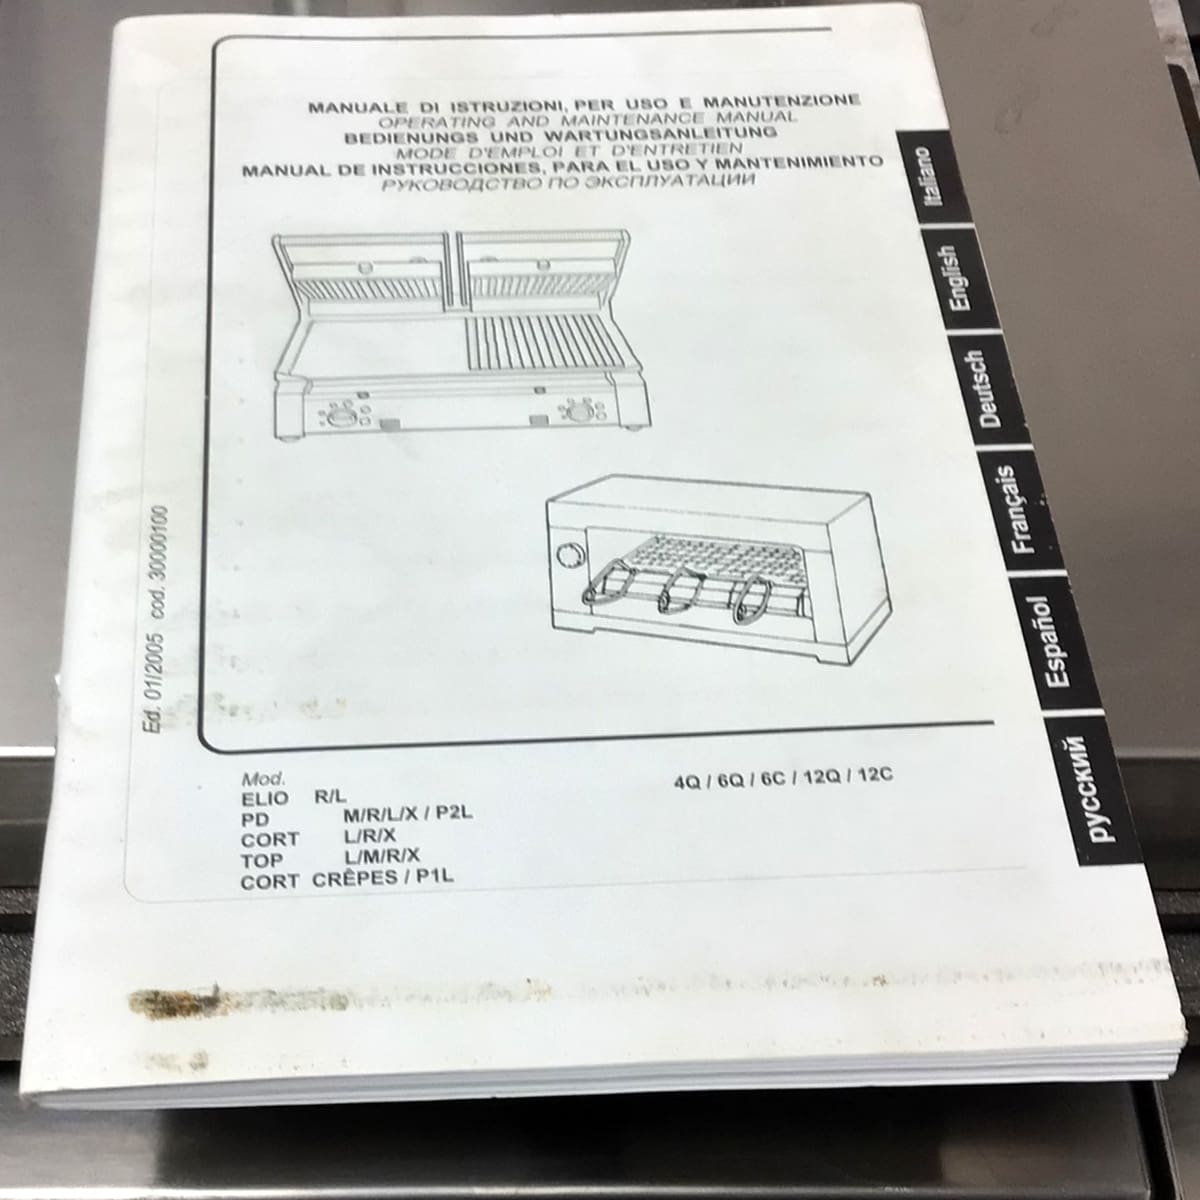 MANUALE DI ISTRUZIONI, PER USO E MANUTENZIONE
OPERATING AND MAINTENANCE MANUAL
BEDIENUNGS UND WARTUNGSANLEITUNG
MODE D'EMPLOI ET D'ENTRETIEN
MANUAL DE INSTRUCCIONES, PARA EL USO Y MANTENIMIENTO
РУКОВОДСТВО ПО ЭКСПЛУАТАЦИИ
Italiano
English
Deutsch
Français
Español
русский
Ed. 01/2005 cod. 30000100
Mod.
ELIO R/L
PD M/R/L/X / P2L
CORT L/R/X
TOP L/M/R/X
CORT CRÊPES / P1L
4Q / 6Q / 6C / 12Q / 12C